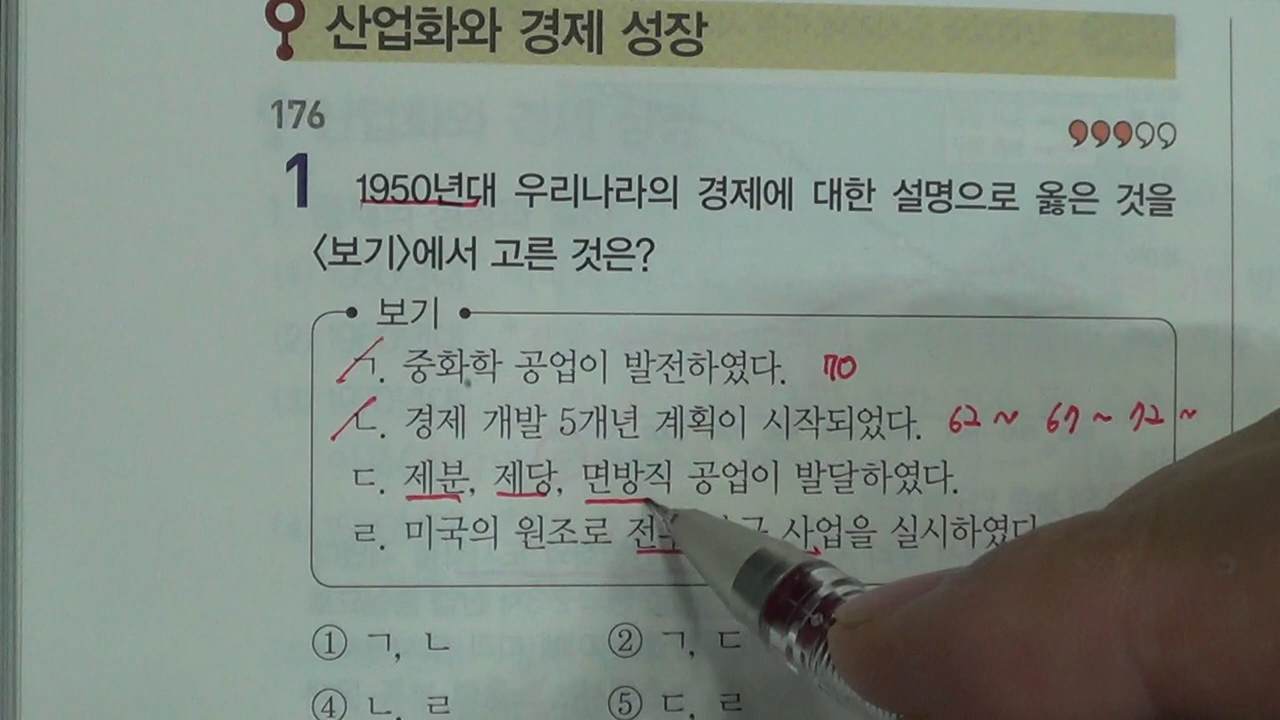 산업화와 경제 성장
176
1 1950년대 우리나라의 경제에 대한 설명으로 옳은 것을
<보기>에서 고른 것은?
보기
ㄱ. 중화학 공업이 발전하였다. 70
ㄴ. 경제 개발 5개년 계획이 시작되었다. 62 ~ 67 ~ 72 ~
ㄷ. 제분, 제당, 면방직 공업이 발달하였다.
ㄹ. 미국의 원조로 사업을 실시하였다
① ㄱ, ㄴ ② ㄱ, ㄷ
④ ㄴ, ㄹ ⑤ ㄷ, ㄹ